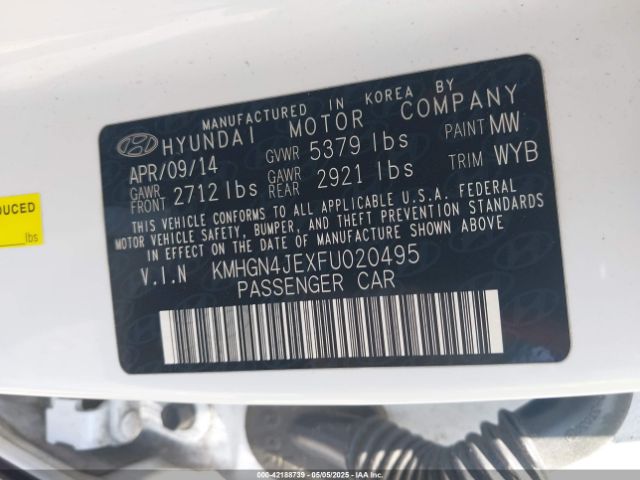 MANUFACTURED IN KOREA BY
HYUNDAI MOTOR COMPANY
APR/09/14 GVWR 5379 lbs PAINT MW
GAWR FRONT 2712 lbs GAWR REAR 2921 lbs TRIM WYB
THIS VEHICLE CONFORMS TO ALL APPLICABLE U.S.A. FEDERAL
MOTOR VEHICLE SAFETY, BUMPER, AND THEFT PREVENTION STANDARDS
IN EFFECT ON THE DATE OF MANUFACTURE SHOWN ABOVE.
V.I.N KMHGN4JEXFU020495
PASSENGER CAR
DUCED
lbs
000-42188739 - 05/05/2025 - IAAI.COM